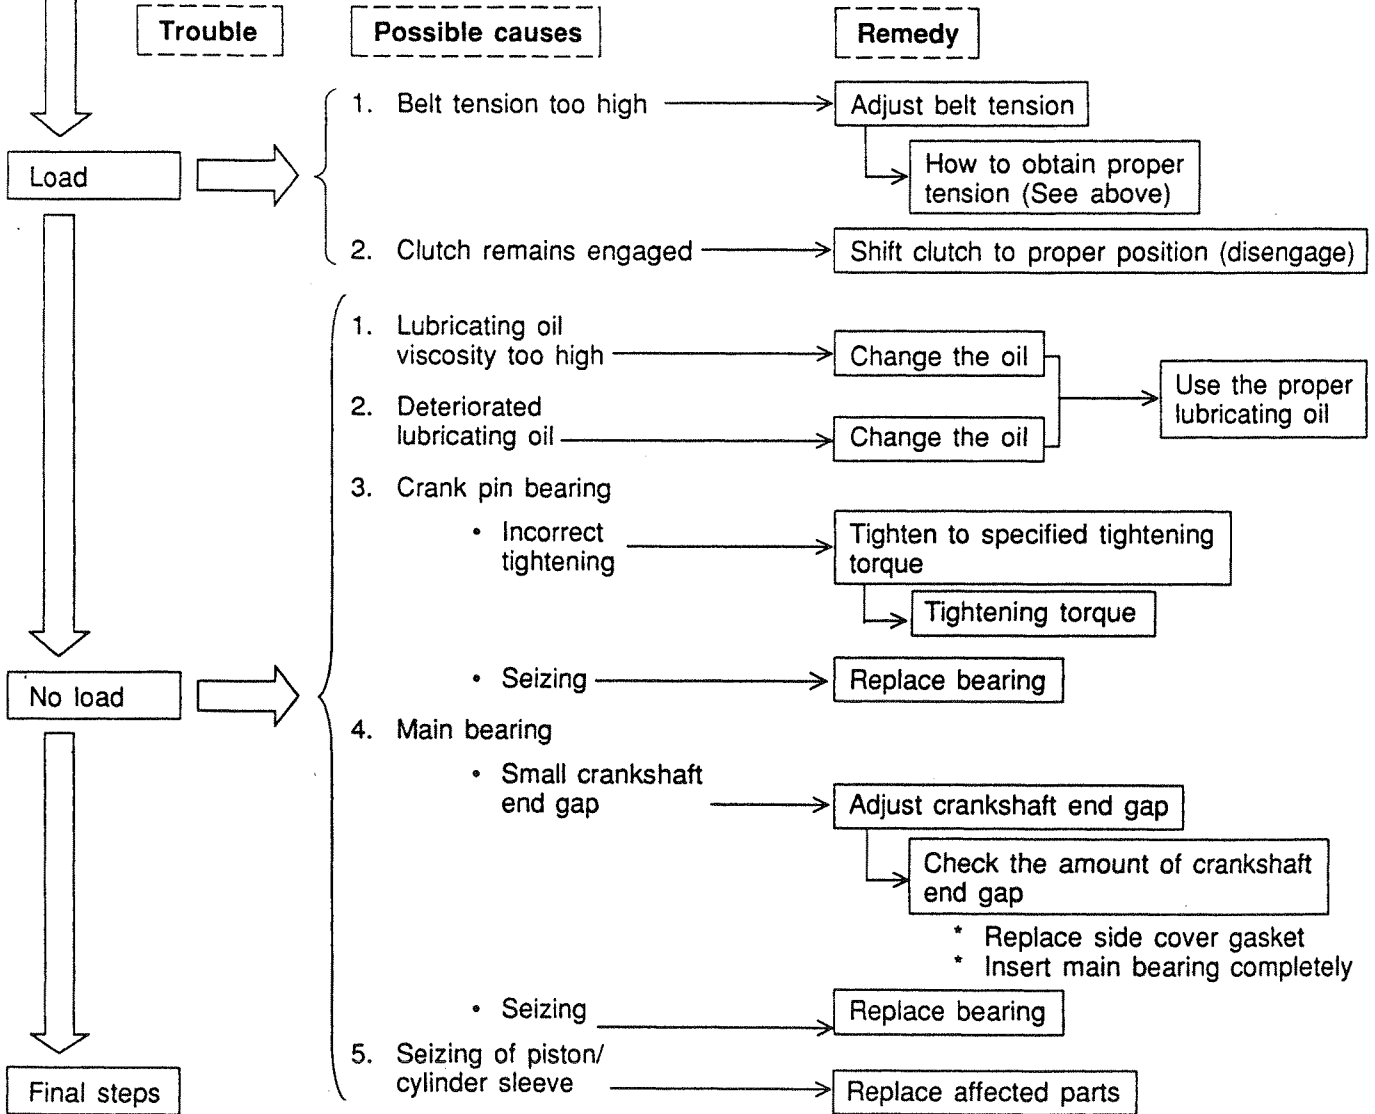 Trouble
Possible causes
Remedy
1. Belt tension too high
Adjust belt tension
Load
How to obtain proper
tension (See above)
2. Clutch remains engaged
Shift clutch to proper position (disengage)
1. Lubricating oil
viscosity too high
Change the oil
Use the proper
lubricating oil
2. Deteriorated
lubricating oil
Change the oil
3. Crank pin bearing
• Incorrect
tightening
Tighten to specified tightening
torque
Tightening torque
• Seizing
Replace bearing
No load
4. Main bearing
• Small crankshaft
end gap
Adjust crankshaft end gap
Check the amount of crankshaft
end gap
* Replace side cover gasket
* Insert main bearing completely
• Seizing
Replace bearing
5. Seizing of piston/
cylinder sleeve
Replace affected parts
Final steps